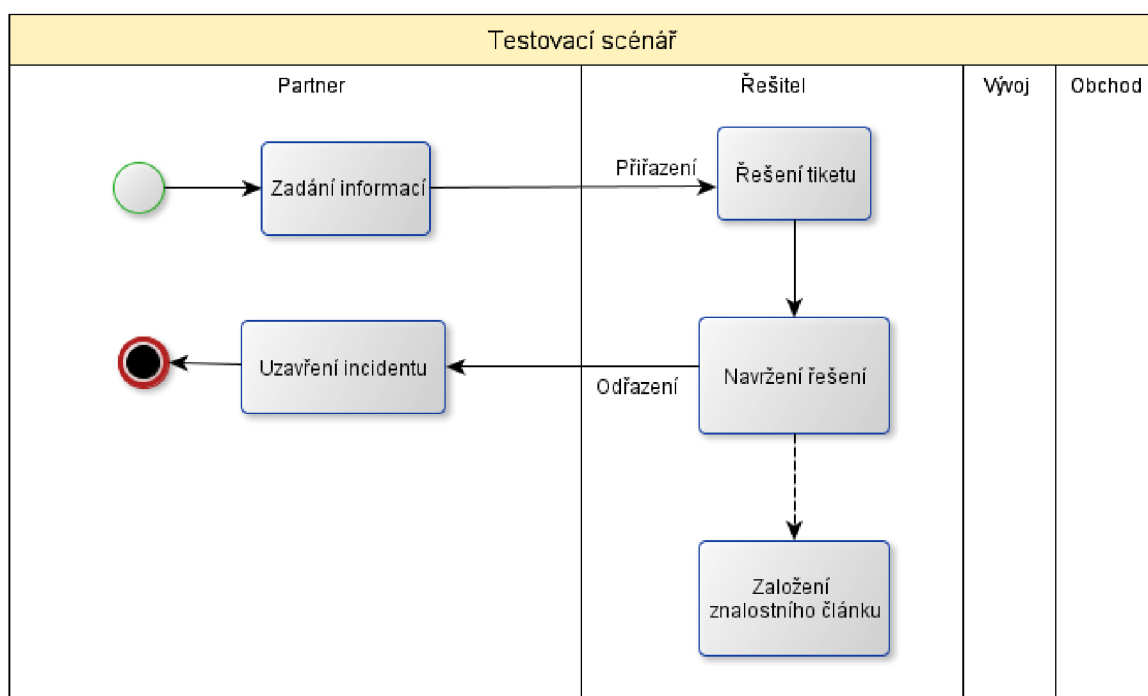 Testovací scénář
Partner
Řešitel
Vývoj
Obchod
Zadání informací
Přiřazení
Řešení tiketu
Uzavření incidentu
Odřazení
Navržení řešení
Založení
znalostního článku